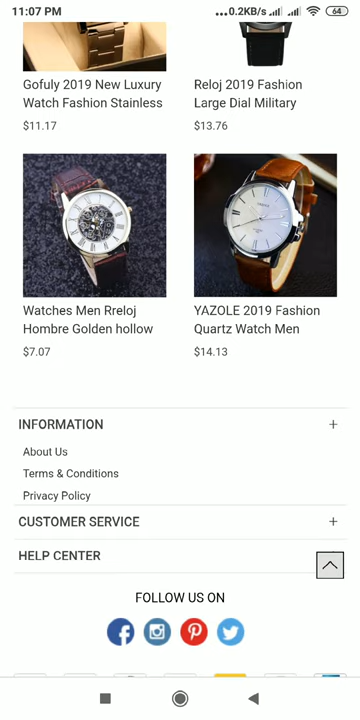 11:07 PM
...0.2KB/s
64
Gofuly 2019 New Luxury
Watch Fashion Stainless
$11.17
Reloj 2019 Fashion
Large Dial Military
$13.76
Watches Men Rreloj
Hombre Golden hollow
$7.07
YAZOLE 2019 Fashion
Quartz Watch Men
$14.13
INFORMATION +
About Us
Terms & Conditions
Privacy Policy
CUSTOMER SERVICE +
HELP CENTER
FOLLOW US ON